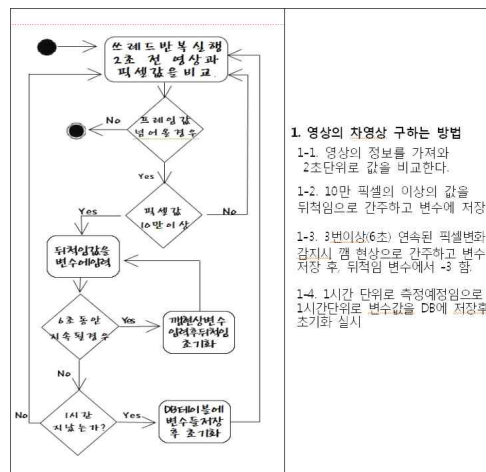 쓰레드반복실행
2초 전 영상과
픽셀값을비교
No
프레임값
넘어올경우
Yes
No
Yes
픽셀값
10만이상
뒤척임값을
변수에입력
6초동안
지속될경우
Yes
깸현상변수
입력후뒤척임
초기화
No
No
1시간
지났는가?
Yes
DB테이블에
변수들저장
후 초기화
1. 영상의 차영상 구하는 방법
1-1. 영상의 정보를 가져와
2초단위로 값을 비교한다.
1-2. 10만 픽셀의 이상의 값을
뒤척임으로 간주하고 변수에 저장
1-3. 3번이상(6초) 연속된 픽셀변화
감지시 깸 현상으로 간주하고 변수
저장 후, 뒤척임 변수에서 -3 함.
1-4. 1시간 단위로 측정예정임으로
1시간단위로 변수값을 DB에 저장후
초기화 실시